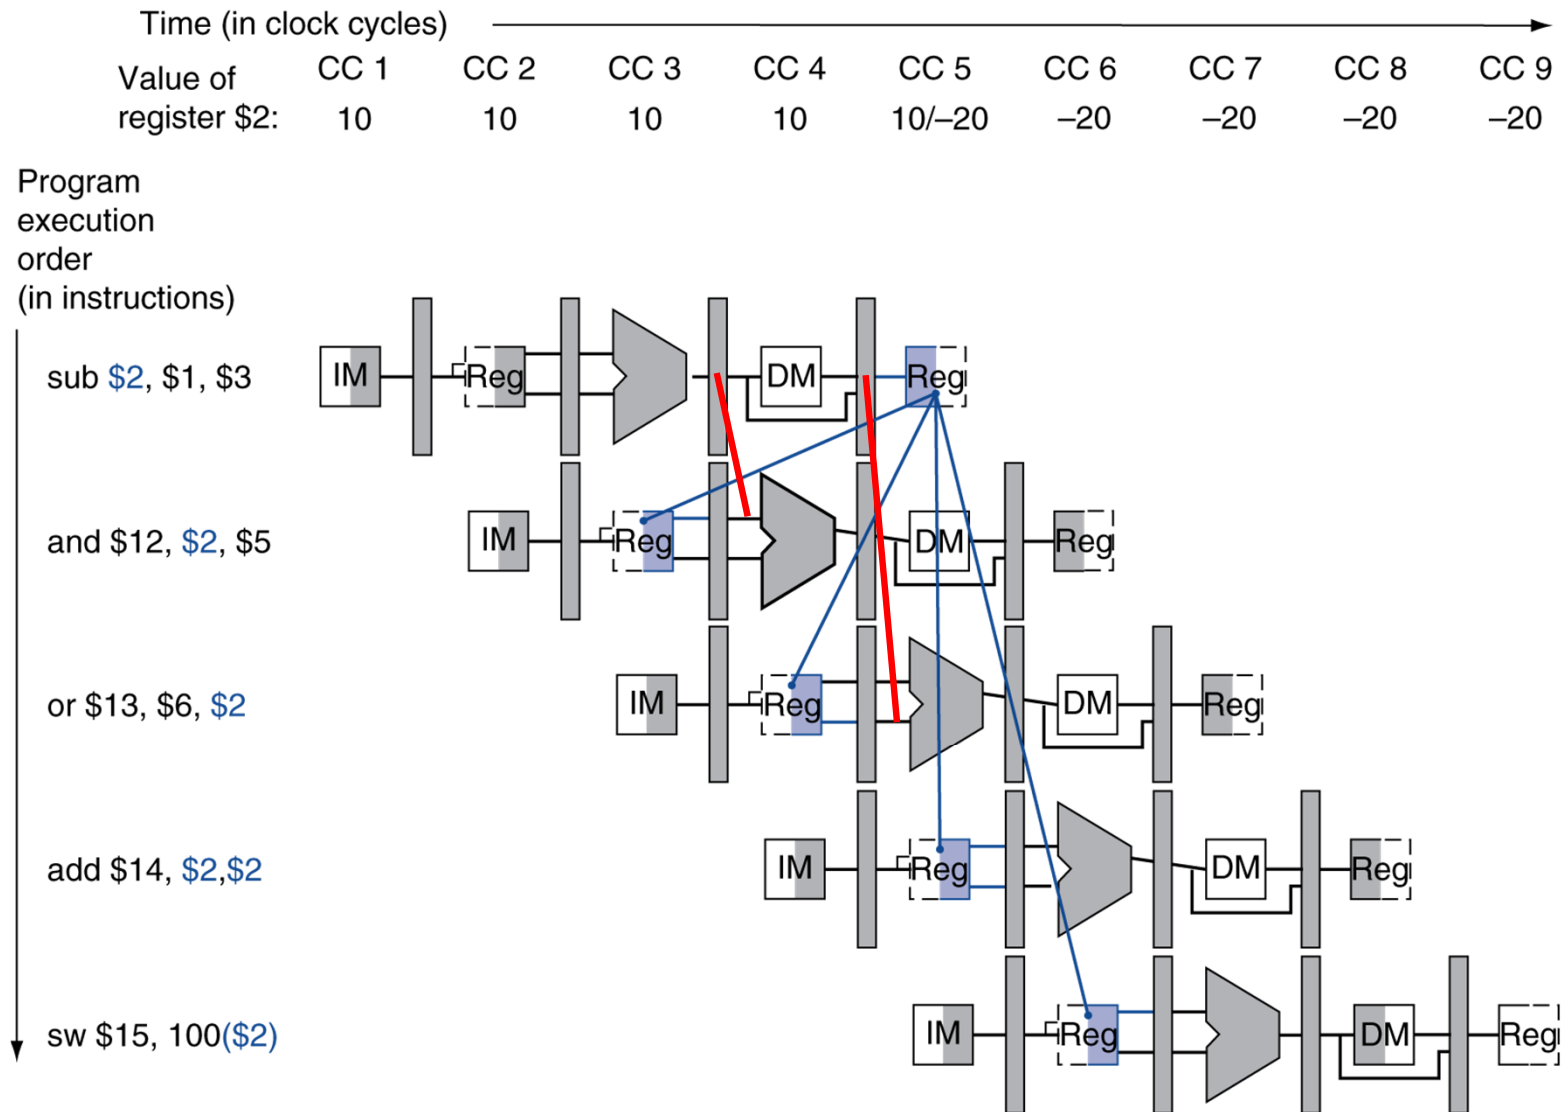 Time (in clock cycles)
Value of register $2:
CC 1 CC 2 CC 3 CC 4 CC 5 CC 6 CC 7 CC 8 CC 9
10 10 10 10 10/–20 –20 –20 –20 –20
Program
execution
order
(in instructions)
sub $2, $1, $3
IM Reg DM Reg
and $12, $2, $5
IM Reg DM Reg
or $13, $6, $2
IM Reg DM Reg
add $14, $2,$2
IM Reg DM Reg
sw $15, 100($2)
IM Reg DM Reg